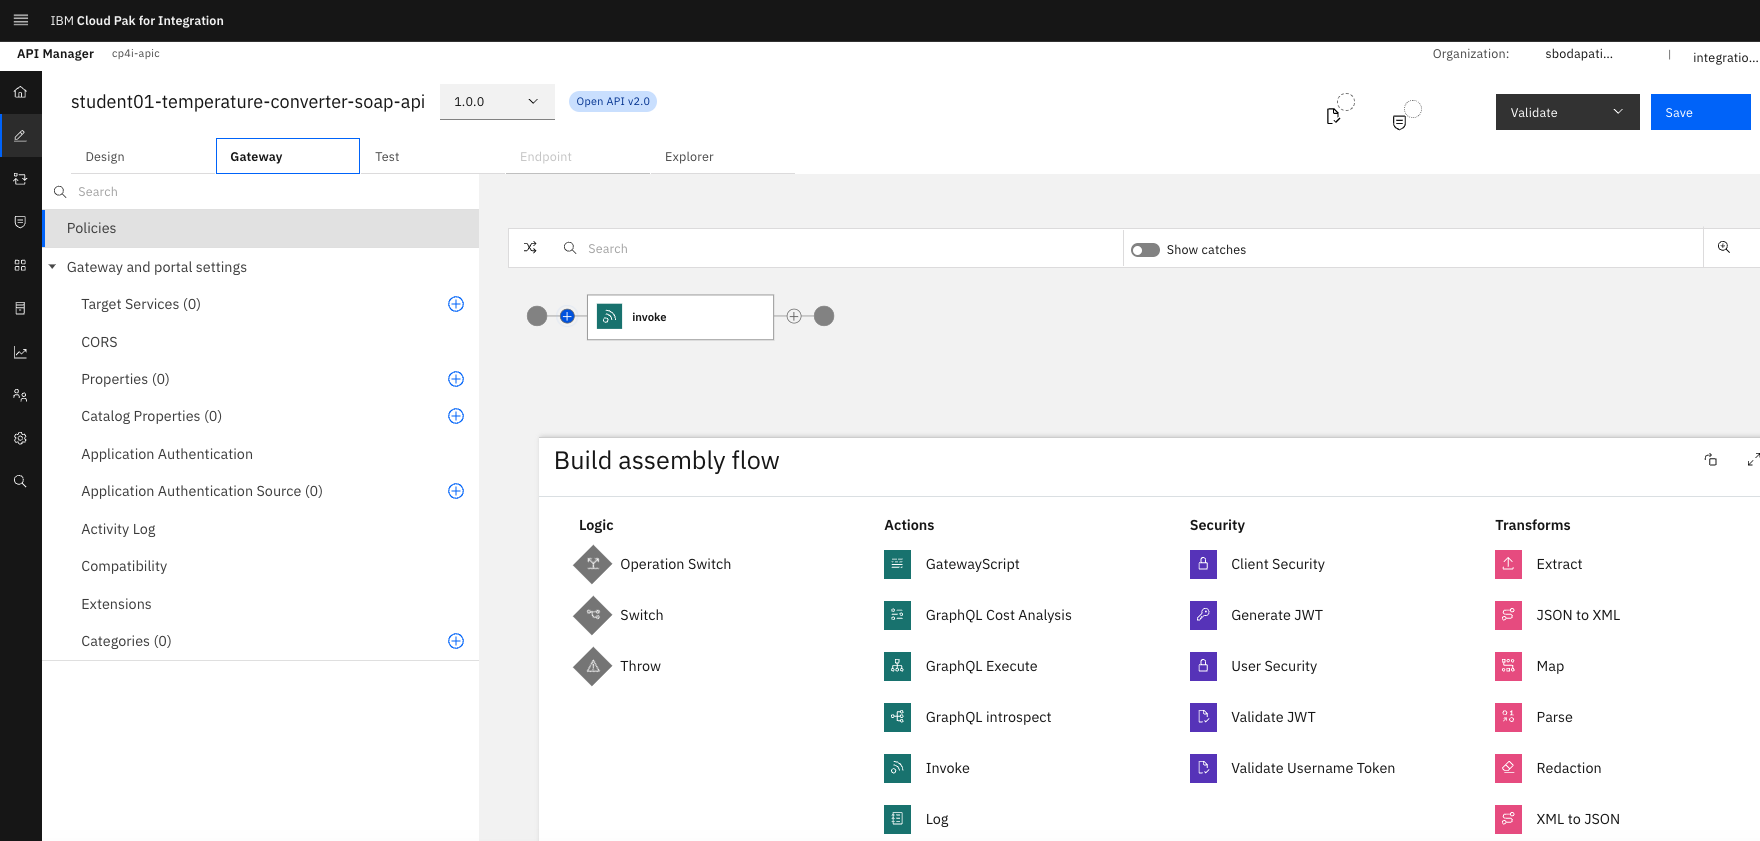 IBM Cloud Pak for Integration
API Manager cp4i-apic Organization: sbodapati... | integratio...
student01-temperature-converter-soap-api 1.0.0 Open API v2.0 Validate Save
Design Gateway Test Endpoint Explorer
Search
Policies
Gateway and portal settings
Target Services (0)
CORS
Properties (0)
Catalog Properties (0)
Application Authentication
Application Authentication Source (0)
Activity Log
Compatibility
Extensions
Categories (0)
Search Show catches
invoke
Build assembly flow
Logic Actions Security Transforms
Operation Switch GatewayScript Client Security Extract
Switch GraphQL Cost Analysis Generate JWT JSON to XML
Throw GraphQL Execute User Security Map
GraphQL introspect Validate JWT Parse
Invoke Validate Username Token Redaction
Log XML to JSON